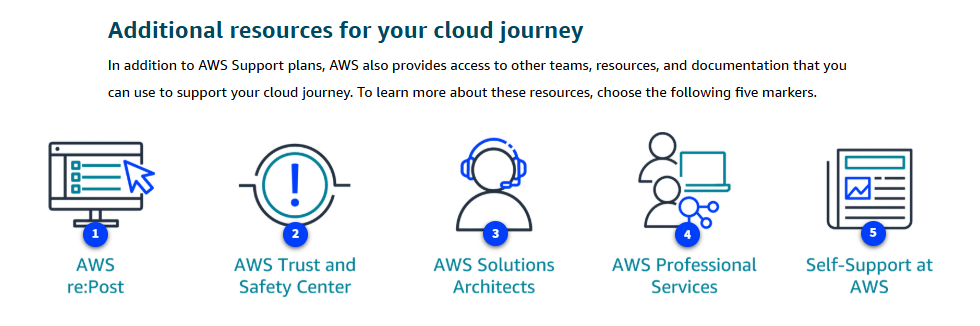 Additional resources for your cloud journey
In addition to AWS Support plans, AWS also provides access to other teams, resources, and documentation that you
can use to support your cloud journey. To learn more about these resources, choose the following five markers.
1
AWS
re:Post
2
AWS Trust and
Safety Center
3
AWS Solutions
Architects
4
AWS Professional
Services
5
Self-Support at
AWS